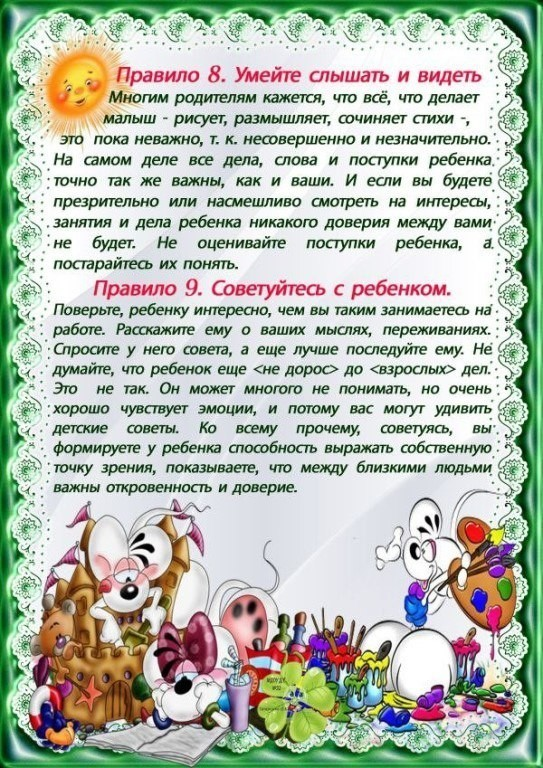 Правило 8. Умейте слышать и видеть
Многим родителям кажется, что всё, что делает
малыш - рисует, размышляет, сочиняет стихи -,
это пока неважно, т. к. несовершенно и незначительно.
На самом деле все дела, слова и поступки ребенка
точно так же важны, как и ваши. И если вы будете
презрительно или насмешливо смотреть на интересы,
занятия и дела ребенка никакого доверия между вами
не будет. Не оценивайте поступки ребенка, а
постарайтесь их понять.
Правило 9. Советуйтесь с ребенком.
Поверьте, ребенку интересно, чем вы таким занимаетесь на
работе. Расскажите ему о ваших мыслях, переживаниях.
Спросите у него совета, а еще лучше последуйте ему. Не
думайте, что ребенок еще <не дорос> до <взрослых> дел.
Это не так. Он может многого не понимать, но очень
хорошо чувствует эмоции, и потому вас могут удивить
детские советы. Ко всему прочему, советуясь, вы
формируете у ребенка способность выражать собственную
точку зрения, показываете, что между близкими людьми
важны откровенность и доверие.